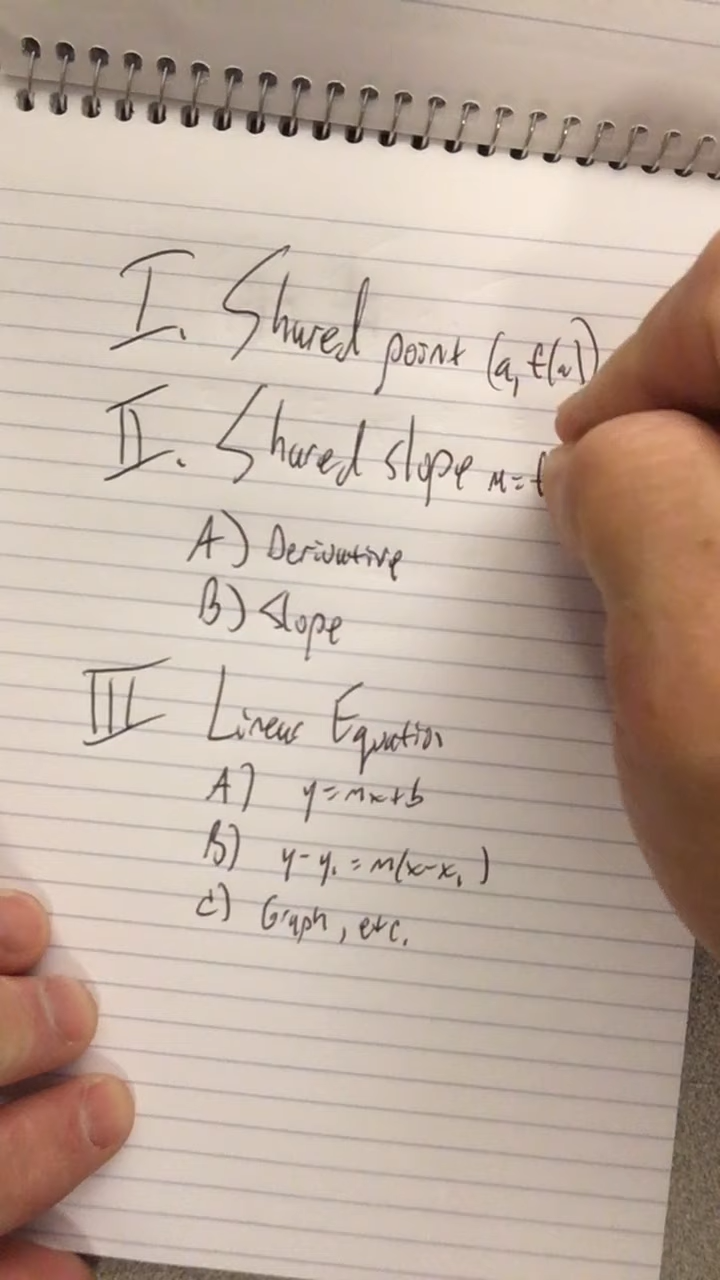 I. Shared point (a, f(a))
II. Shared slope m=f
A) Derivative
B) Slope
III Linear Equation
A) y=mx+b
B) y-y₁=m(x-x₁)
C) Graph, etc.